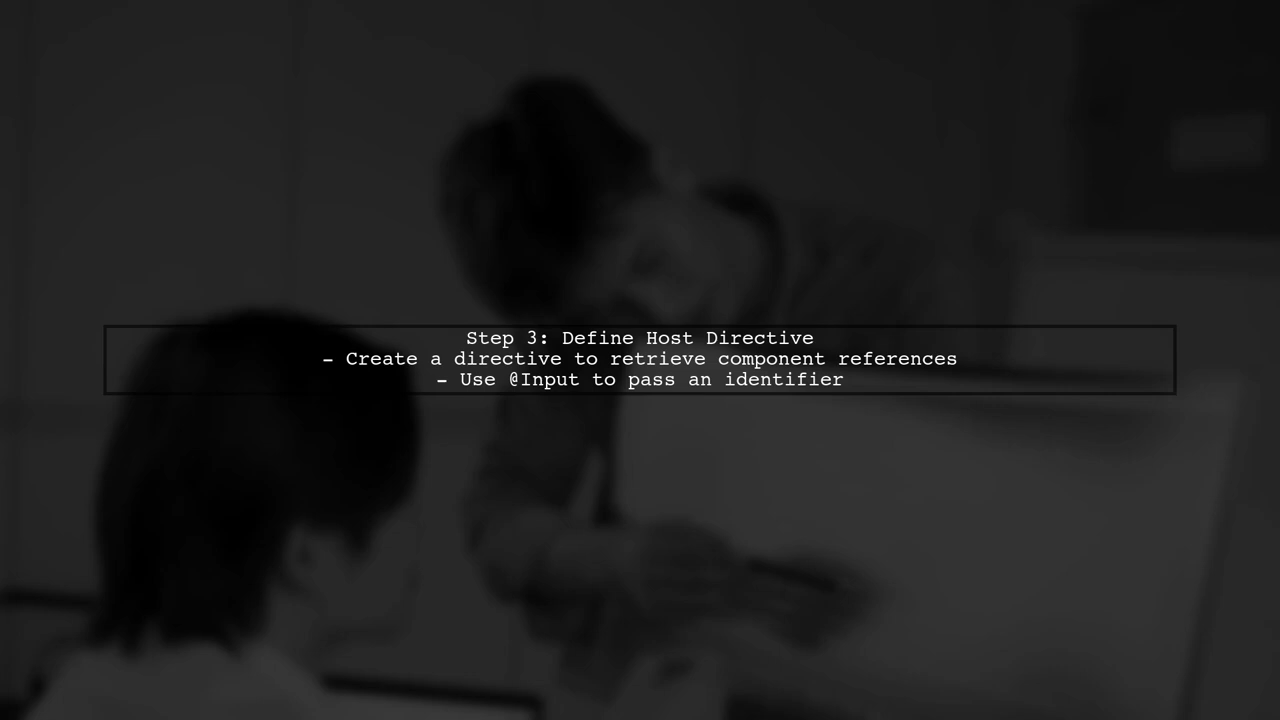 Step 3: Define Host Directive
- Create a directive to retrieve component references
- Use @Input to pass an identifier